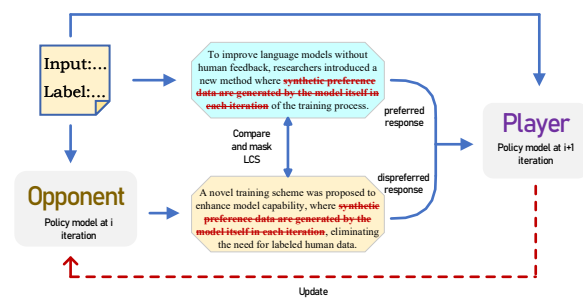 Input:...
Label:...
To improve language models without
human feedback, researchers introduced a
new method where synthetic preference
data are generated by the model itself in
each iteration of the training process.
preferred
response
Player
Policy model at i+1
iteration
Compare
and mask
LCS
Opponent
Policy model at i
iteration
A novel training scheme was proposed to
enhance model capability, where synthetic
preference data are generated by the
model itself in each iteration, eliminating
the need for labeled human data.
dispreferred
response
Update